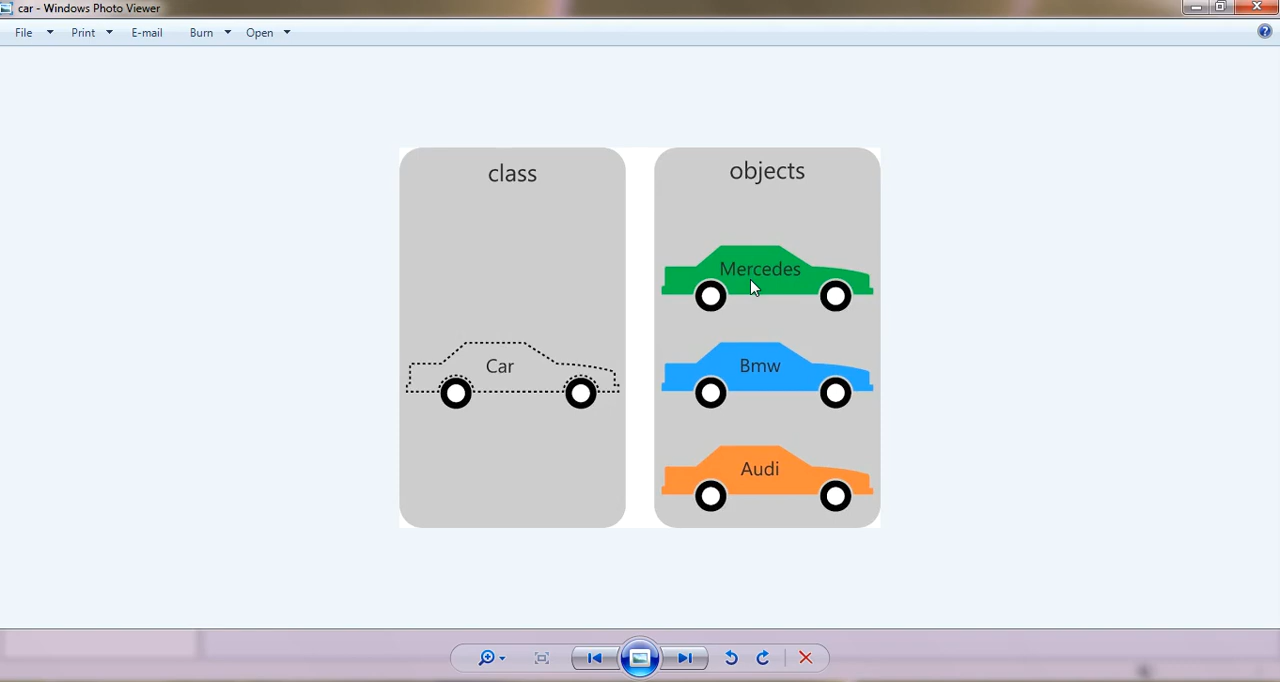 car - Windows Photo Viewer
File Print E-mail Burn Open
class
objects
Mercedes
Car
Bmw
Audi